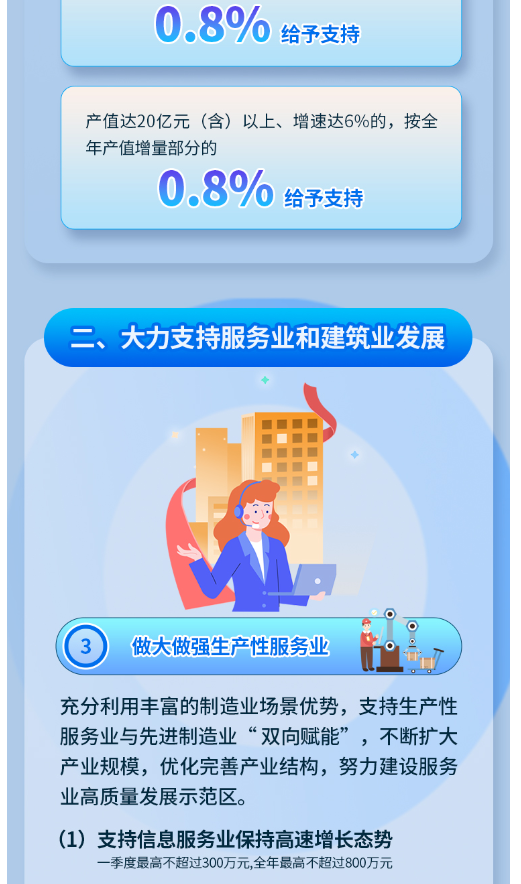 0.8% 给予支持
产值达20亿元（含）以上、增速达6%的，按全
年产值增量部分的
0.8% 给予支持
二、大力支持服务业和建筑业发展
3 做大做强生产性服务业
充分利用丰富的制造业场景优势，支持生产性
服务业与先进制造业“双向赋能”，不断扩大
产业规模，优化完善产业结构，努力建设服务
业高质量发展示范区。
（1）支持信息服务业保持高速增长态势
一季度最高不超过300万元,全年最高不超过800万元